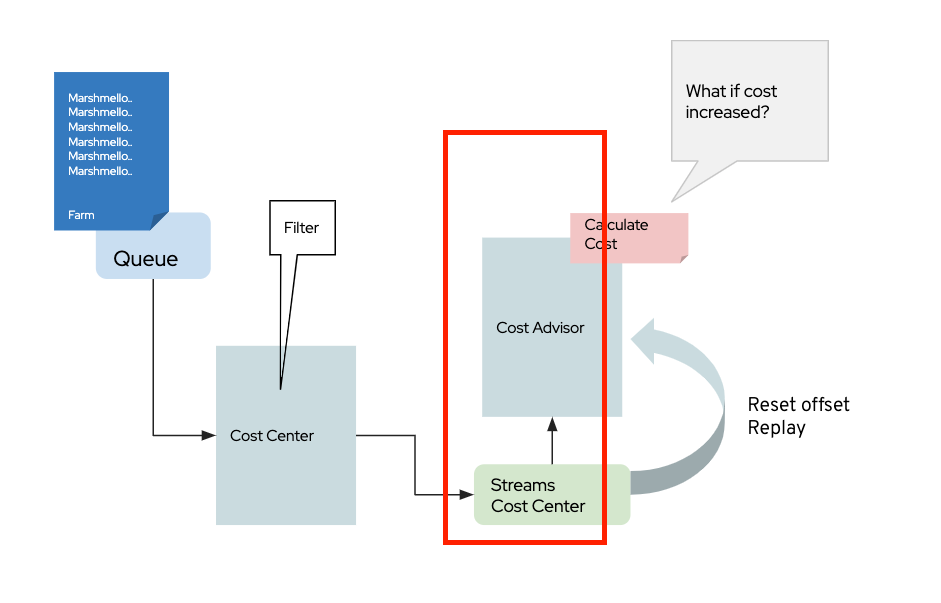 Marshmello..
Marshmello..
Marshmello..
Marshmello..
Marshmello..
Marshmello..
Farm
Queue
Filter
Cost Center
What if cost
increased?
Calculate
Cost
Cost Advisor
Streams
Cost Center
Reset offset
Replay